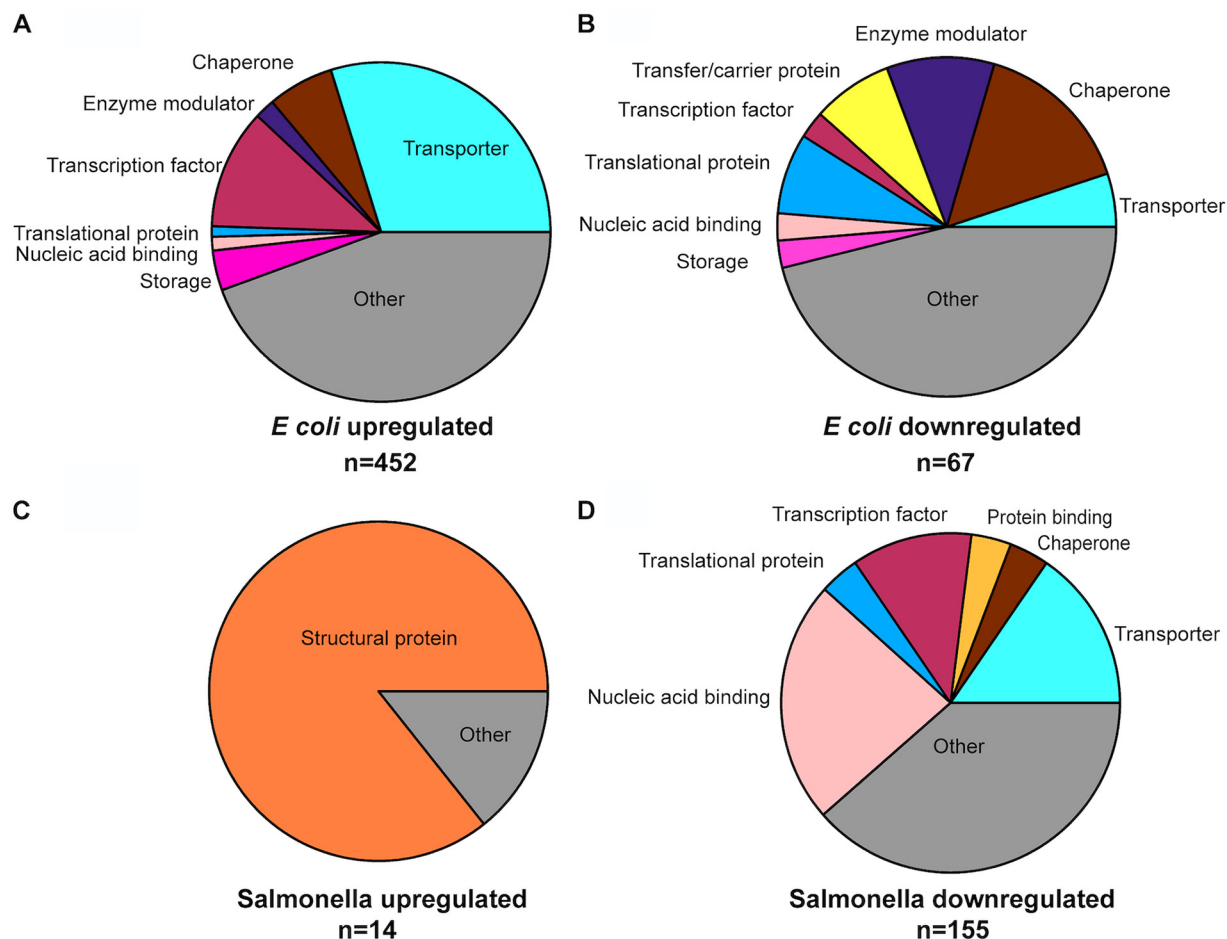 A
Chaperone
Enzyme modulator
Transporter
Transcription factor
Translational protein
Nucleic acid binding
Storage
Other
E coli upregulated
n=452
B
Enzyme modulator
Transfer/carrier protein
Chaperone
Transcription factor
Translational protein
Transporter
Nucleic acid binding
Storage
Other
E coli downregulated
n=67
C
Structural protein
Other
Salmonella upregulated
n=14
D
Transcription factor
Protein binding
Chaperone
Translational protein
Transporter
Nucleic acid binding
Other
Salmonella downregulated
n=155